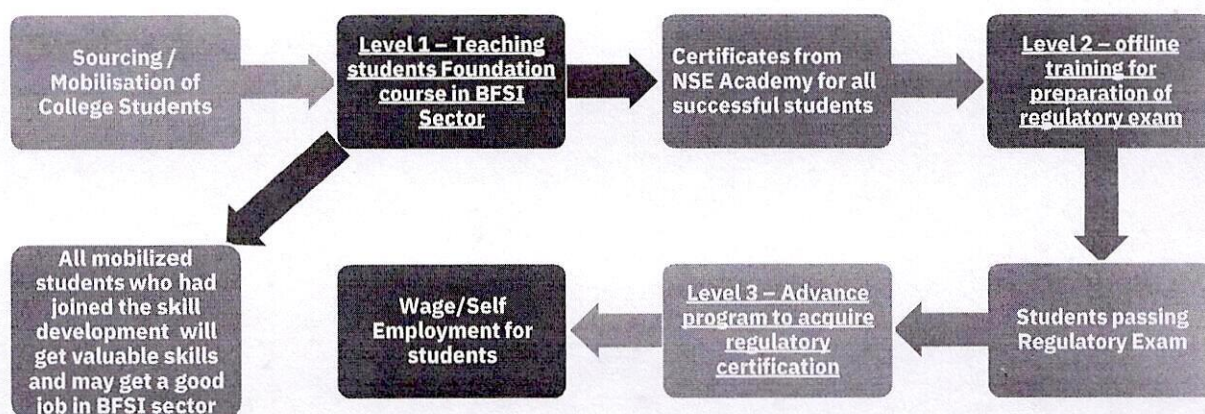 Sourcing /
Mobilisation of
College Students
Level 1 – Teaching
students Foundation
course in BFSI
Sector
Certificates from
NSE Academy for all
successful students
Level 2 – offline
training for
preparation of
regulatory exam
Students passing
Regulatory Exam
Level 3 – Advance
program to acquire
regulatory
certification
Wage/Self
Employment for
students
All mobilized
students who had
joined the skill
development will
get valuable skills
and may get a good
job in BFSI sector